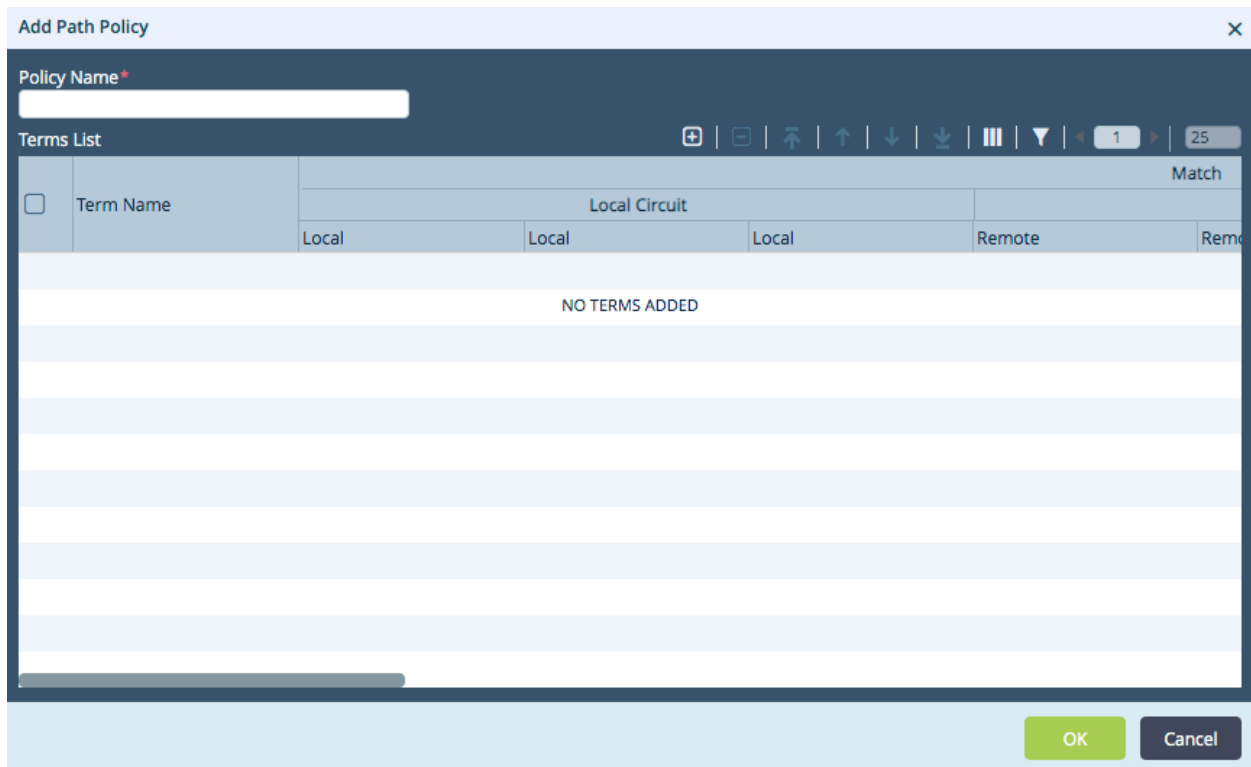 Add Path Policy
Policy Name*
Terms List 1 25
Match
Term Name Local Circuit
Local Local Local Remote
NO TERMS ADDED
OK Cancel